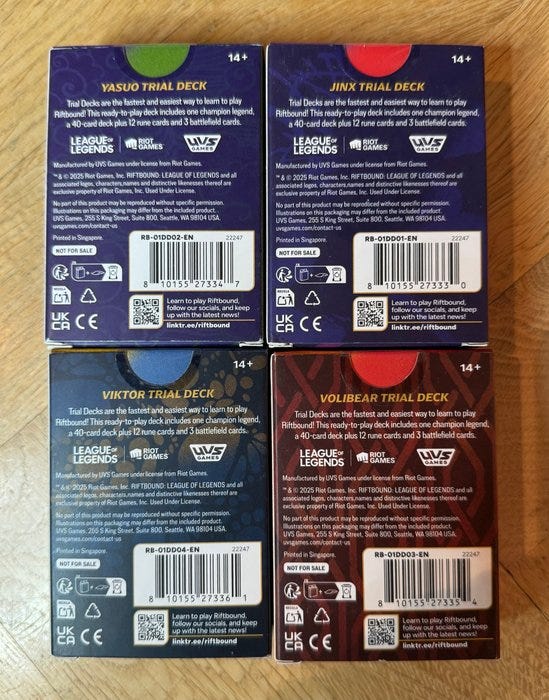 14+
YASUO TRIAL DECK
Trial Decks are the fastest and easiest way to learn to play
Riftbound! This ready-to-play deck includes one champion legend,
a 40-card deck plus 12 rune cards and 3 battlefield cards.
LEAGUE OF LEGENDS RIOT GAMES UVS GAMES
Manufactured by UVS Games under license from Riot Games.
™ & © 2025 Riot Games, Inc. RIFTBOUND: LEAGUE OF LEGENDS and all
associated logos, characters,names and distinctive likenesses thereof are
exclusive property of Riot Games, Inc. Used Under License.
No part of this product may be reproduced without specific permission.
Illustrations on this packaging may differ from the included product.
UVS Games, 255 S King Street, Suite 800, Seattle, WA 98104 USA.
uvsgames.com/contact-us
Printed in Singapore.
NOT FOR SALE
RB-01DD02-EN 22247
8 10155 27334 7
UK
CA CE
Learn to play Riftbound,
follow our socials, and keep
up with the latest news!
linktr.ee/riftbound
14+
JINX TRIAL DECK
Trial Decks are the fastest and easiest way to learn to play
Riftbound! This ready-to-play deck includes one champion legend,
a 40-card deck plus 12 rune cards and 3 battlefield cards.
LEAGUE OF LEGENDS RIOT GAMES UVS GAMES
Manufactured by UVS Games under license from Riot Games.
™ & © 2025 Riot Games, Inc. RIFTBOUND: LEAGUE OF LEGENDS and all
associated logos, characters,names and distinctive likenesses thereof are
exclusive property of Riot Games, Inc. Used Under License.
No part of this product may be reproduced without specific permission.
Illustrations on this packaging may differ from the included product.
UVS Games, 255 S King Street, Suite 800, Seattle, WA 98104 USA.
uvsgames.com/contact-us
Printed in Singapore.
NOT FOR SALE
RB-01DD01-EN 22247
8 10155 27333 0
UK
CA CE
Learn to play Riftbound,
follow our socials, and keep
up with the latest news!
linktr.ee/riftbound
14+
VIKTOR TRIAL DECK
Trial Decks are the fastest and easiest way to learn to play
Riftbound! This ready-to-play deck includes one champion legend,
a 40-card deck plus 12 rune cards and 3 battlefield cards.
LEAGUE OF LEGENDS RIOT GAMES UVS GAMES
Manufactured by UVS Games under license from Riot Games.
™ & © 2025 Riot Games, Inc. RIFTBOUND: LEAGUE OF LEGENDS and all
associated logos, characters,names and distinctive likenesses thereof are
exclusive property of Riot Games, Inc. Used Under License.
No part of this product may be reproduced without specific permission.
Illustrations on this packaging may differ from the included product.
UVS Games, 255 S King Street, Suite 800, Seattle, WA 98104 USA.
uvsgames.com/contact-us
Printed in Singapore.
NOT FOR SALE
RB-01DD04-EN 22247
8 10155 27336 1
UK
CA CE
Learn to play Riftbound,
follow our socials, and keep
up with the latest news!
linktr.ee/riftbound
14+
VOLIBEAR TRIAL DECK
Trial Decks are the fastest and easiest way to learn to play
Riftbound! This ready-to-play deck includes one champion legend,
a 40-card deck plus 12 rune cards and 3 battlefield cards.
LEAGUE OF LEGENDS RIOT GAMES UVS GAMES
Manufactured by UVS Games under license from Riot Games.
™ & © 2025 Riot Games, Inc. RIFTBOUND: LEAGUE OF LEGENDS and all
associated logos, characters,names and distinctive likenesses thereof are
exclusive property of Riot Games, Inc. Used Under License.
No part of this product may be reproduced without specific permission.
Illustrations on this packaging may differ from the included product.
UVS Games, 255 S King Street, Suite 800, Seattle, WA 98104 USA.
uvsgames.com/contact-us
Printed in Singapore.
NOT FOR SALE
RB-01DD03-EN 22247
8 10155 27335 4
UK
CA CE
Learn to play Riftbound,
follow our socials, and keep
up with the latest news!
linktr.ee/riftbound